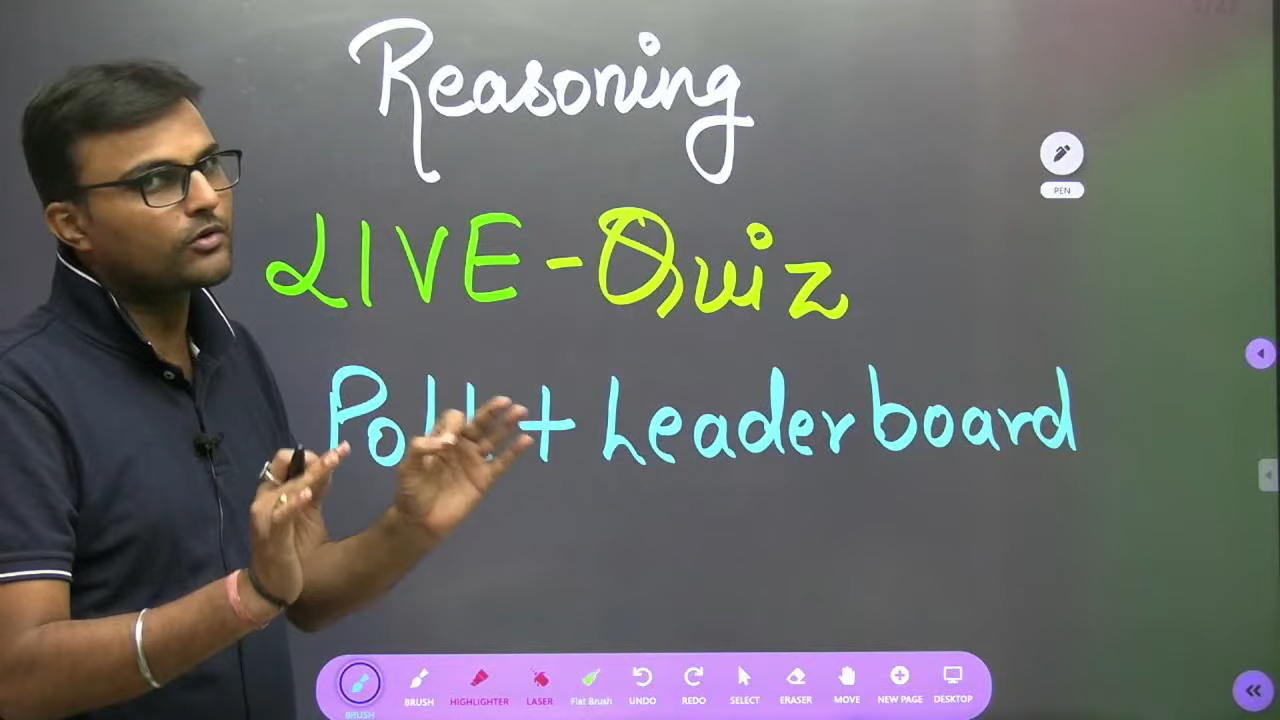 Reasoning
LIVE-Quiz
Poll + Leaderboard
PEN
BRUSH
BRUSH
HIGHLIGHTER
LASER
Flat Brush
UNDO
REDO
SELECT
ERASER
MOVE
NEW PAGE
DESKTOP